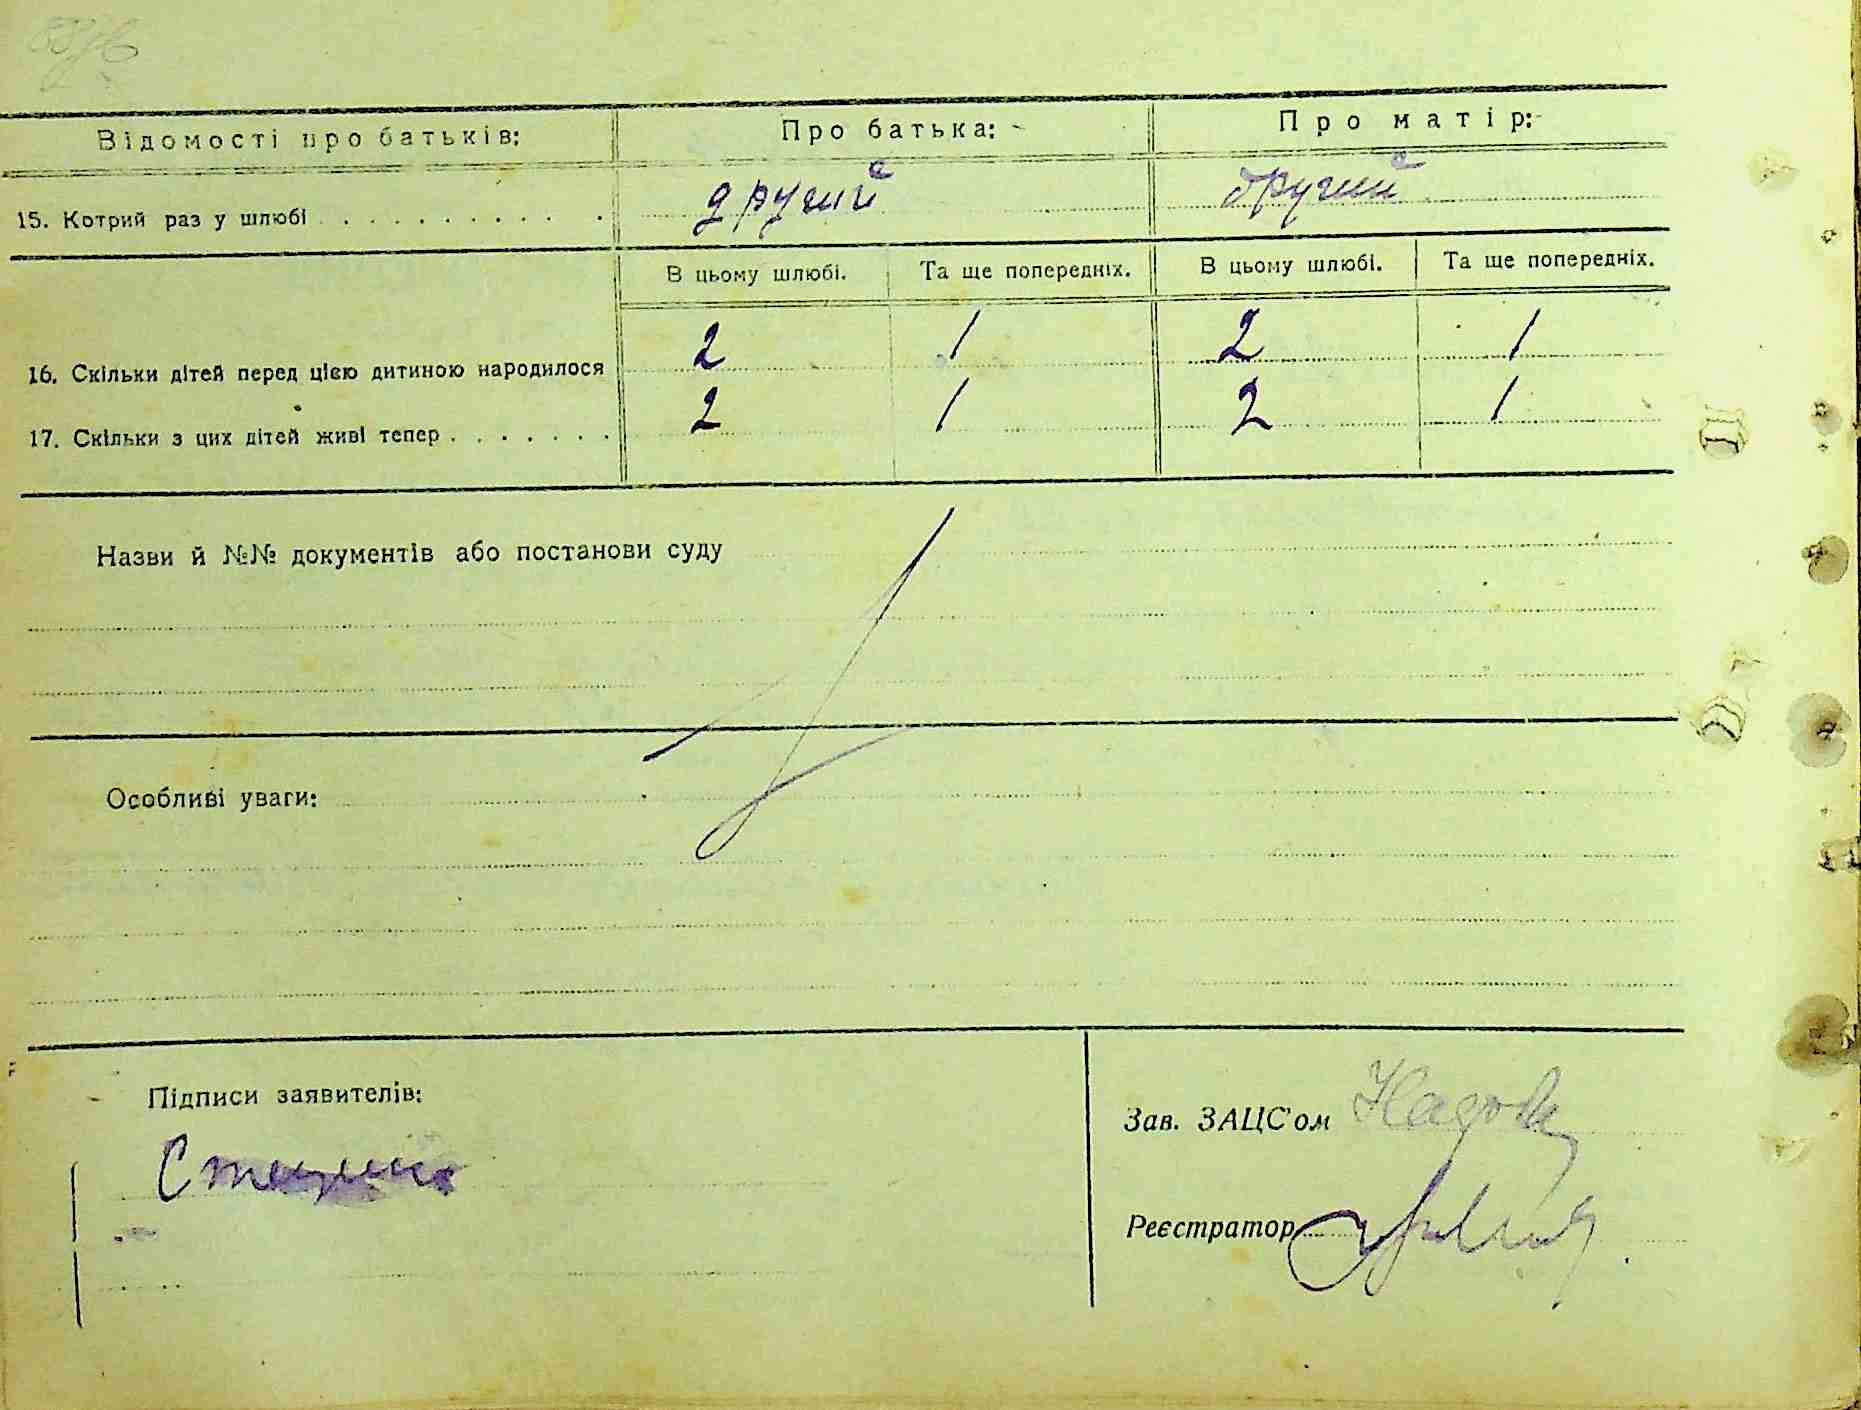 Відомості про батьків: Про батька: Про матір:
15. Котрий раз у шлюбі другий другий
В цьому шлюбі. Та ще попередніх. В цьому шлюбі. Та ще попередніх.
16. Скільки дітей перед цією дитиною народилося 2 1 2 1
17. Скільки з цих дітей живі тепер 2 1 2 1
Назви й №№ документів або постанови суду
Особливі уваги:
Підписи заявителів:
Зав. ЗАЦС'ом
Реєстратор